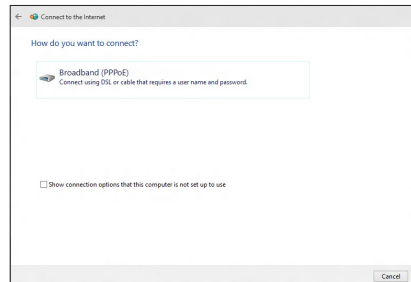 Connect to the Internet
How do you want to connect?
Broadband (PPPoE)
Connect using DSL or cable that requires a user name and password.
Show connection options that this computer is not set up to use
Cancel